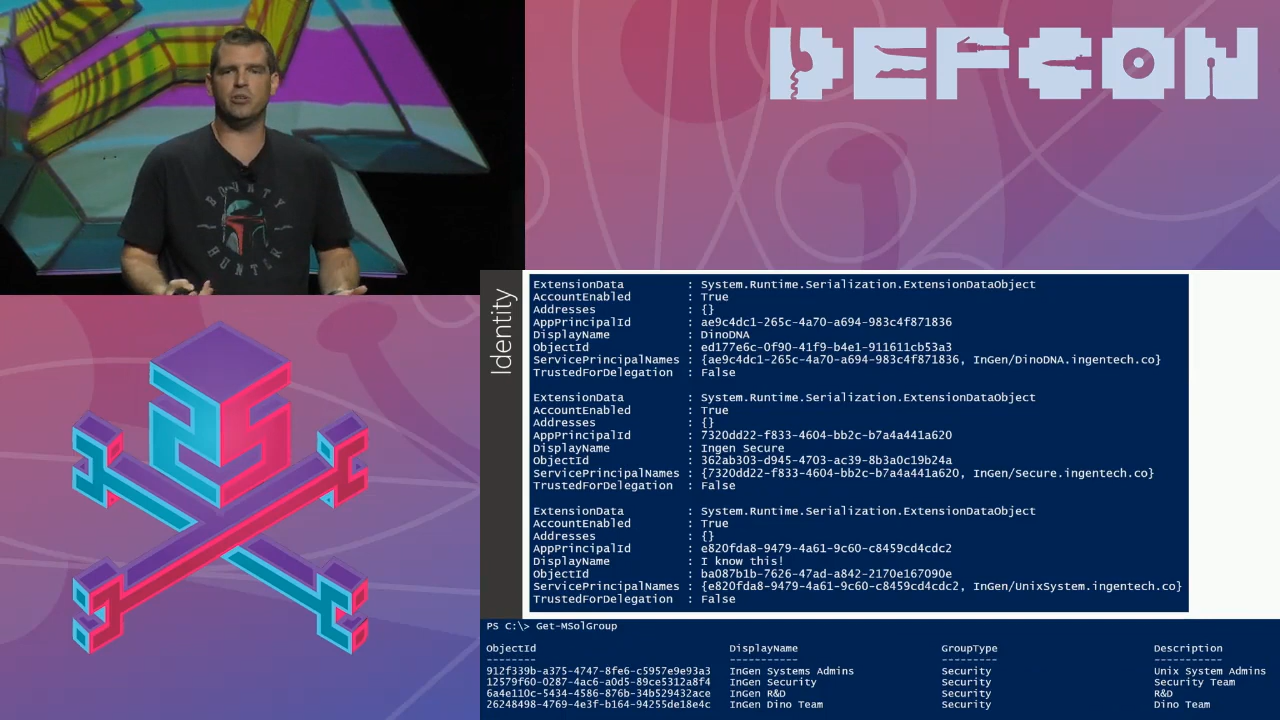 DEFCON
BOUNTY
HUNTER
25
Identity
ExtensionData : System.Runtime.Serialization.ExtensionDataObject
AccountEnabled : True
Addresses : {}
AppPrincipalId : ae9c4dc1-265c-4a70-a694-983c4f871836
DisplayName : DinoDNA
ObjectId : ed177e6c-0f90-41f9-b4e1-911611cb53a3
ServicePrincipalNames : {ae9c4dc1-265c-4a70-a694-983c4f871836, InGen/DinoDNA.ingentech.co}
TrustedForDelegation : False
ExtensionData : System.Runtime.Serialization.ExtensionDataObject
AccountEnabled : True
Addresses : {}
AppPrincipalId : 7320dd22-f833-4604-bb2c-b7a4a441a620
DisplayName : Ingen Secure
ObjectId : 362ab303-d945-4703-ac39-8b3a0c19b24a
ServicePrincipalNames : {7320dd22-f833-4604-bb2c-b7a4a441a620, InGen/Secure.ingentech.co}
TrustedForDelegation : False
ExtensionData : System.Runtime.Serialization.ExtensionDataObject
AccountEnabled : True
Addresses : {}
AppPrincipalId : e820fda8-9479-4a61-9c60-c8459cd4cdc2
DisplayName : I know this!
ObjectId : ba087b1b-7626-47ad-a842-2170e167090e
ServicePrincipalNames : {e820fda8-9479-4a61-9c60-c8459cd4cdc2, InGen/UnixSystem.ingentech.co}
TrustedForDelegation : False
PS C:\> Get-MSolGroup
ObjectId DisplayName GroupType Description
-------- ----------- --------- -----------
912f339b-a375-4747-8fe6-c5957e9e93a3 InGen Systems Admins Security Unix System Admins
12579f60-0287-4ac6-a0d5-89ce5312a8f4 InGen Security Security Security Team
6a4e110c-5434-4586-876b-34b529432ace InGen R&D Security R&D
26248498-4769-4e3f-b164-94255de18e4c InGen Dino Team Security Dino Team